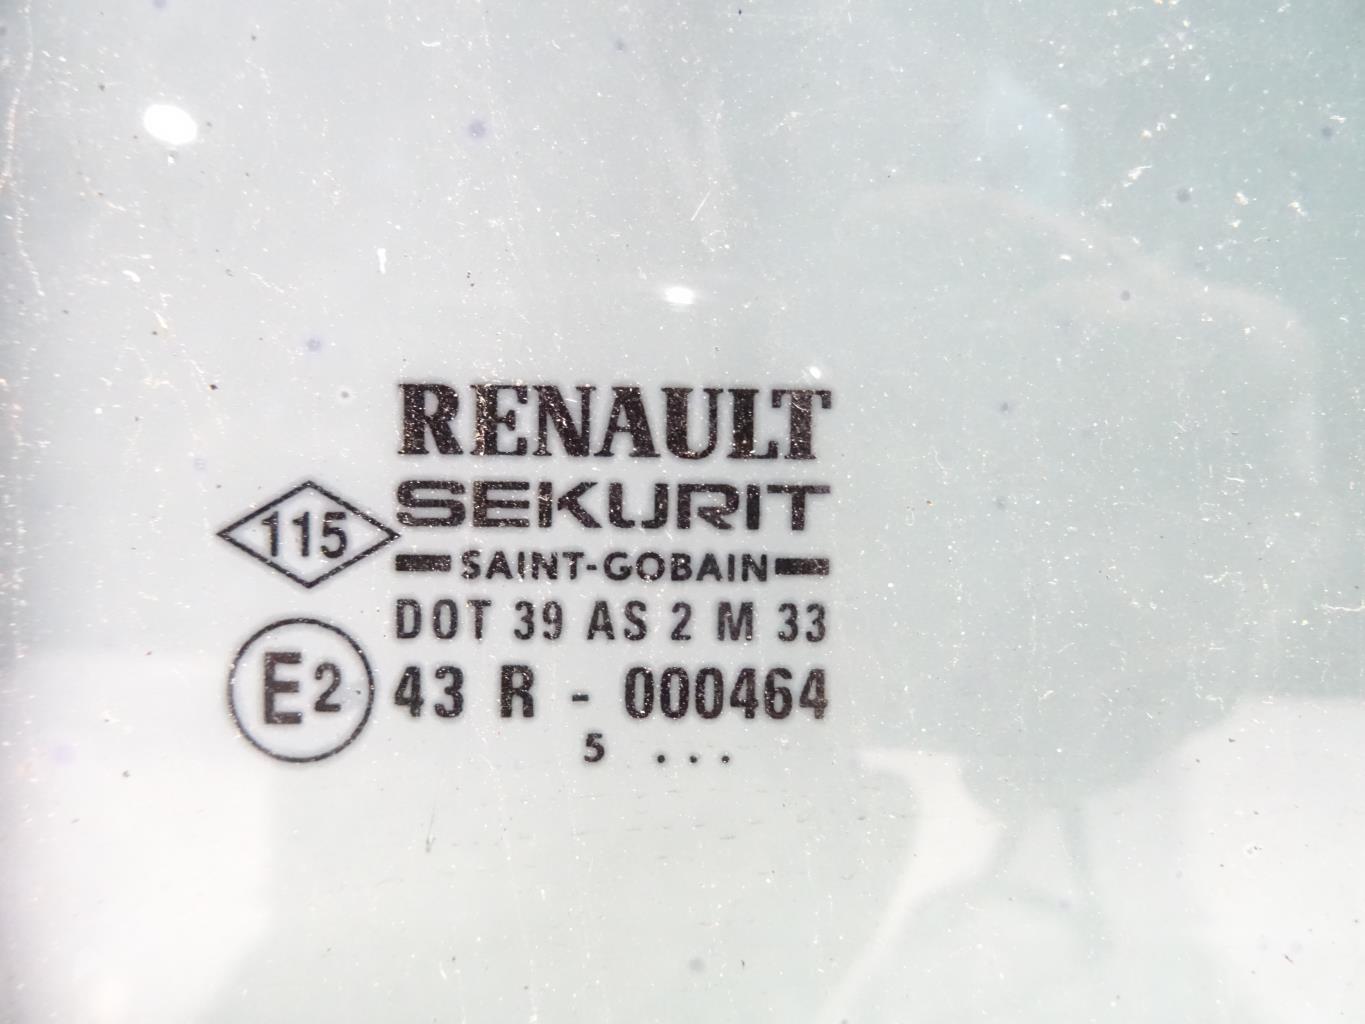 RENAULT
SEKURIT
115
SAINT-GOBAIN
DOT 39 AS 2 M 33
E2 43 R - 000464
5 ...